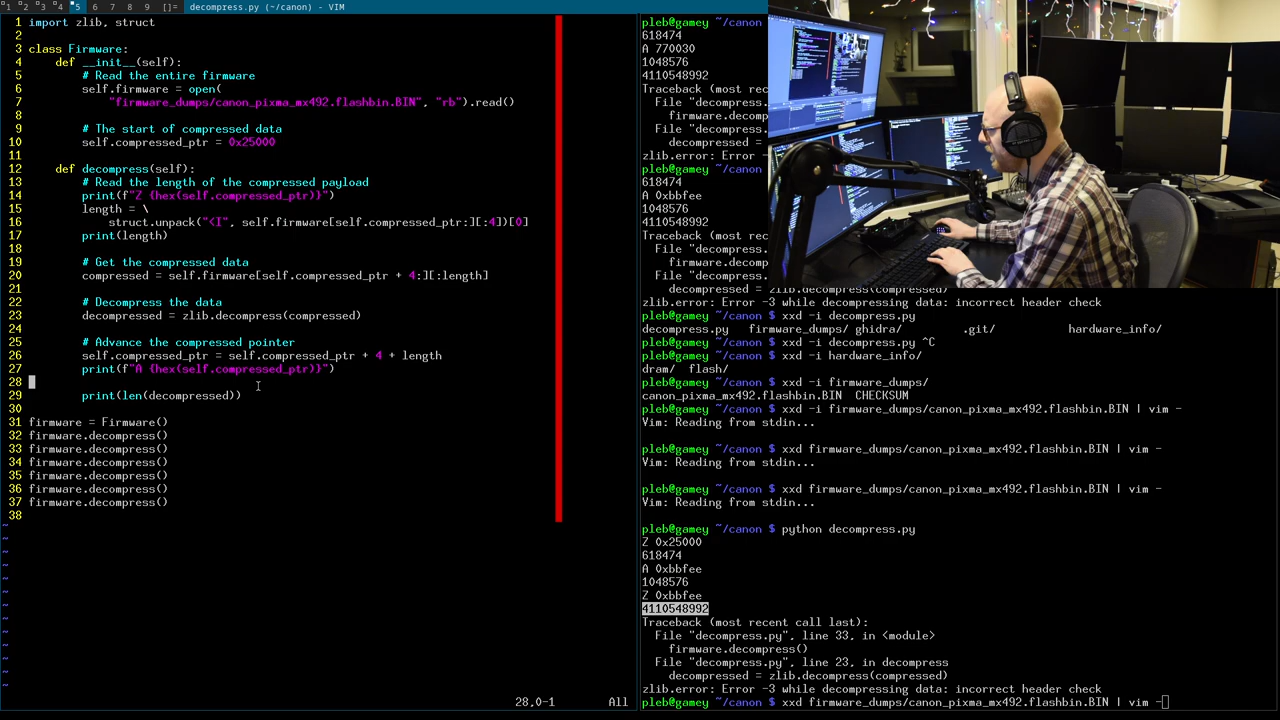 1 2 3 4 5 6 7 8 9 []= decompress.py (~/canon) - VIM
1 import zlib, struct
2
3 class Firmware:
4 def __init__(self):
5 # Read the entire firmware
6 self.firmware = open(
7 "firmware_dumps/canon_pixma_mx492.flashbin.BIN", "rb").read()
8
9 # The start of compressed data
10 self.compressed_ptr = 0x25000
11
12 def decompress(self):
13 # Read the length of the compressed payload
14 print(f"Z {hex(self.compressed_ptr)}")
15 length = \
16 struct.unpack("<I", self.firmware[self.compressed_ptr:][:4])[0]
17 print(length)
18
19 # Get the compressed data
20 compressed = self.firmware[self.compressed_ptr + 4:][:length]
21
22 # Decompress the data
23 decompressed = zlib.decompress(compressed)
24
25 # Advance the compressed pointer
26 self.compressed_ptr = self.compressed_ptr + 4 + length
27 print(f"A {hex(self.compressed_ptr)}")
28
29 print(len(decompressed))
30
31 firmware = Firmware()
32 firmware.decompress()
33 firmware.decompress()
34 firmware.decompress()
35 firmware.decompress()
36 firmware.decompress()
37 firmware.decompress()
38
~
~
~
~
~
~
~
~
~
~
~
~
~
28,0-1 All
pleb@gamey ~/canon
618474
A 770030
1048576
4110548992
Traceback (most rec
File "decompress.
firmware.decomp
File "decompress.
decompressed =
zlib.error: Error -
pleb@gamey ~/canon
618474
A 0xbbfee
1048576
4110548992
Traceback (most rec
File "decompress.
firmware.decomp
File "decompress.
decompressed = zlib.decompress(compressed)
zlib.error: Error -3 while decompressing data: incorrect header check
pleb@gamey ~/canon $ xxd -i decompress.py
decompress.py firmware_dumps/ ghidra/ .git/ hardware_info/
pleb@gamey ~/canon $ xxd -i decompress.py ^C
pleb@gamey ~/canon $ xxd -i hardware_info/
dram/ flash/
pleb@gamey ~/canon $ xxd -i firmware_dumps/
canon_pixma_mx492.flashbin.BIN CHECKSUM
pleb@gamey ~/canon $ xxd -i firmware_dumps/canon_pixma_mx492.flashbin.BIN | vim -
Vim: Reading from stdin...
pleb@gamey ~/canon $ xxd firmware_dumps/canon_pixma_mx492.flashbin.BIN | vim -
Vim: Reading from stdin...
pleb@gamey ~/canon $ xxd firmware_dumps/canon_pixma_mx492.flashbin.BIN | vim -
Vim: Reading from stdin...
pleb@gamey ~/canon $ python decompress.py
Z 0x25000
618474
A 0xbbfee
1048576
Z 0xbbfee
4110548992
Traceback (most recent call last):
File "decompress.py", line 33, in <module>
firmware.decompress()
File "decompress.py", line 23, in decompress
decompressed = zlib.decompress(compressed)
zlib.error: Error -3 while decompressing data: incorrect header check
pleb@gamey ~/canon $ xxd firmware_dumps/canon_pixma_mx492.flashbin.BIN | vim -